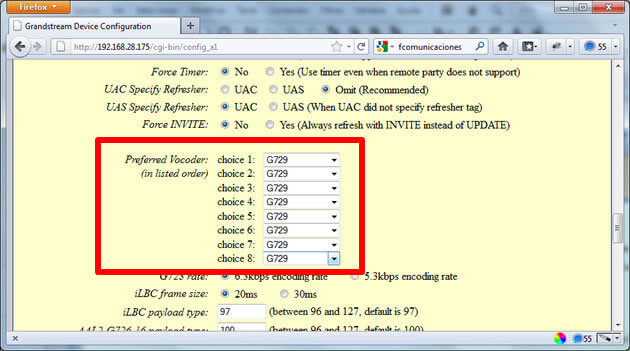 Firefox
Grandstream Device Configuration
http://192.168.28.175/cgi-bin/config_a1
fcomunicaciones
55
Force Timer: No Yes (Use timer even when remote party does not support)
UAC Specify Refresher: UAC UAS Omit (Recommended)
UAS Specify Refresher: UAC UAS (When UAC did not specify refresher tag)
Force INVITE: No Yes (Always refresh with INVITE instead of UPDATE)
Preferred Vocoder: choice 1: G729
(in listed order) choice 2: G729
choice 3: G729
choice 4: G729
choice 5: G729
choice 6: G729
choice 7: G729
choice 8: G729
G723 rate: 6.3kbps encoding rate 5.3kbps encoding rate
iLBC frame size: 20ms 30ms
iLBC payload type: 97 (between 96 and 127, default is 97)
AAL2-G726-16 payload type: 100 (between 96 and 127, default is 100)
55